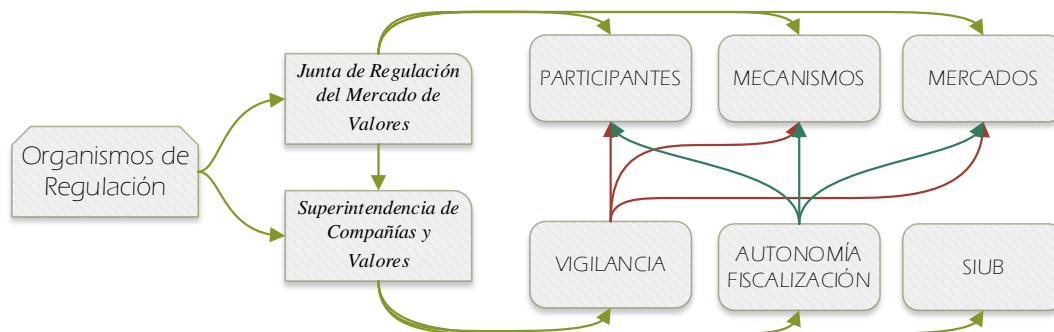 Organismos de
Regulación
Junta de Regulación
del Mercado de
Valores
Superintendencia de
Compañías y
Valores
PARTICIPANTES
MECANISMOS
MERCADOS
VIGILANCIA
AUTONOMÍA
FISCALIZACIÓN
SIUB